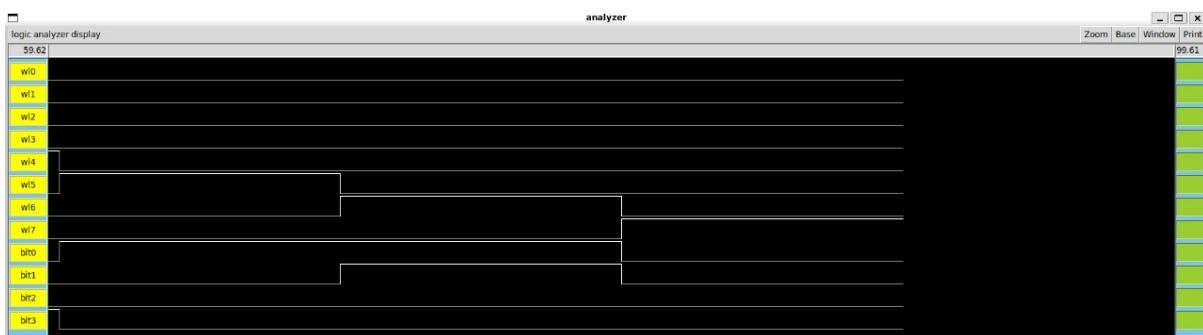 analyzer
logic analyzer display Zoom Base Window Print
59.62 99.61
wl0
wl1
wl2
wl3
wl4
wl5
wl6
wl7
bit0
bit1
bit2
bit3